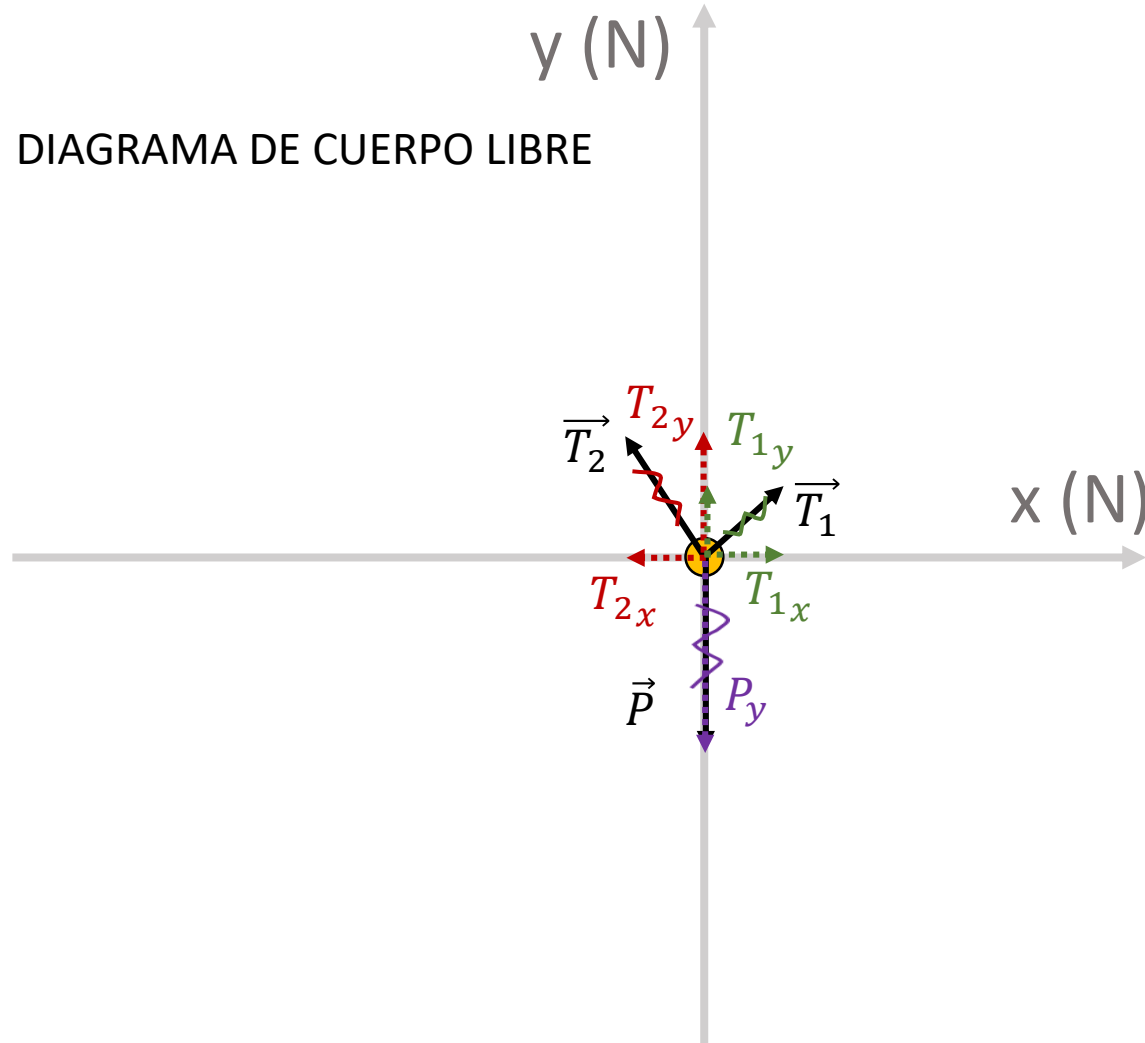 y (N)
DIAGRAMA DE CUERPO LIBRE
T₂y
T₁y
T₂→
T₁→
x (N)
T₂x
T₁x
P→
Py